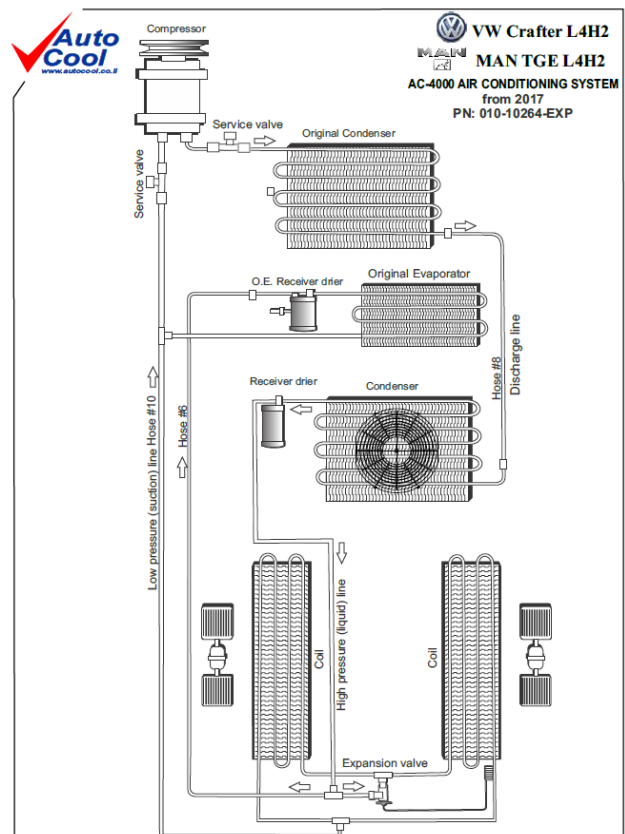 Auto
Cool
www.autocool.co.il
Compressor
VW Crafter L4H2
MAN
MAN TGE L4H2
AC-4000 AIR CONDITIONING SYSTEM
from 2017
PN: 010-10264-EXP
Service valve
Service valve
Original Condenser
O.E. Receiver drier
Original Evaporator
Hose #8
Discharge line
Receiver drier
Condenser
Low pressure (suction) line Hose #10
Hose #6
Coil
High pressure (liquid) line
Coil
Expansion valve